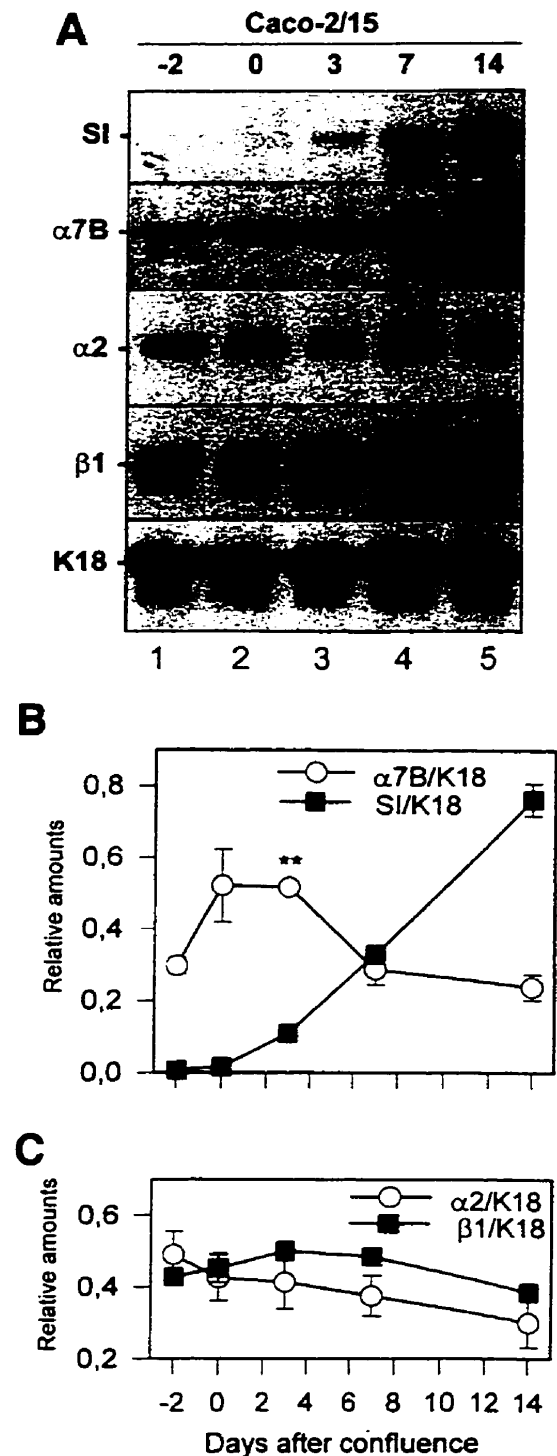 A
Caco-2/15
-2 0 3 7 14
SI
α7B
α2
β1
K18
1 2 3 4 5
B
α7B/K18
SI/K18
**
Relative amounts
0,8
0,6
0,4
0,2
0,0
C
α2/K18
β1/K18
Relative amounts
0,6
0,4
0,2
-2 0 2 4 6 8 10 12 14
Days after confluence